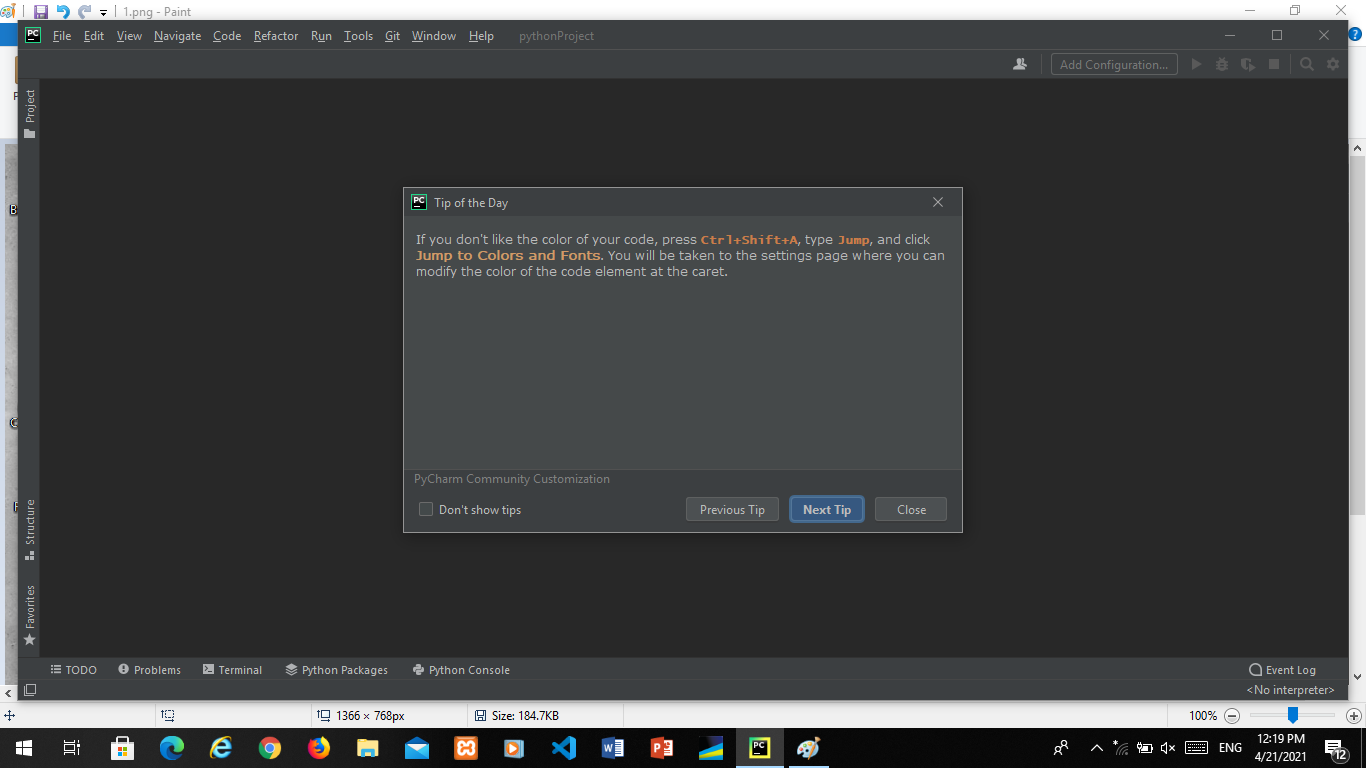 1.png - Paint
PC File Edit View Navigate Code Refactor Run Tools Git Window Help pythonProject
Add Configuration...
Project
PC Tip of the Day
If you don't like the color of your code, press Ctrl+Shift+A, type Jump, and click
Jump to Colors and Fonts. You will be taken to the settings page where you can
modify the color of the code element at the caret.
PyCharm Community Customization
Don't show tips Previous Tip Next Tip Close
Structure
Favorites
TODO Problems Terminal Python Packages Python Console Event Log
<No interpreter>
1366 × 768px Size: 184.7KB 100%
PC ENG 12:19 PM
4/21/2021 12